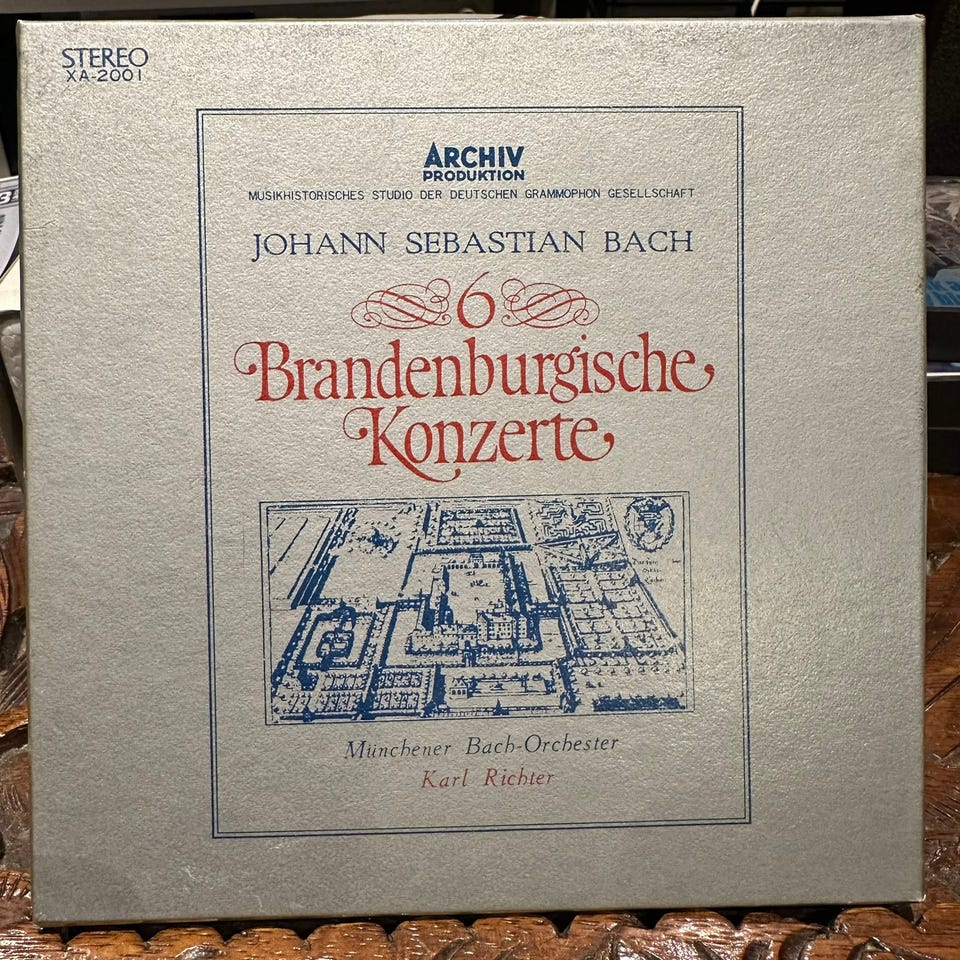 STEREO
XA-2001
ARCHIV
PRODUKTION
MUSIKHISTORISCHES STUDIO DER DEUTSCHEN GRAMMOPHON GESELLSCHAFT
JOHANN SEBASTIAN BACH
6
Brandenburgische
Konzerte
Münchener Bach-Orchester
Karl Richter